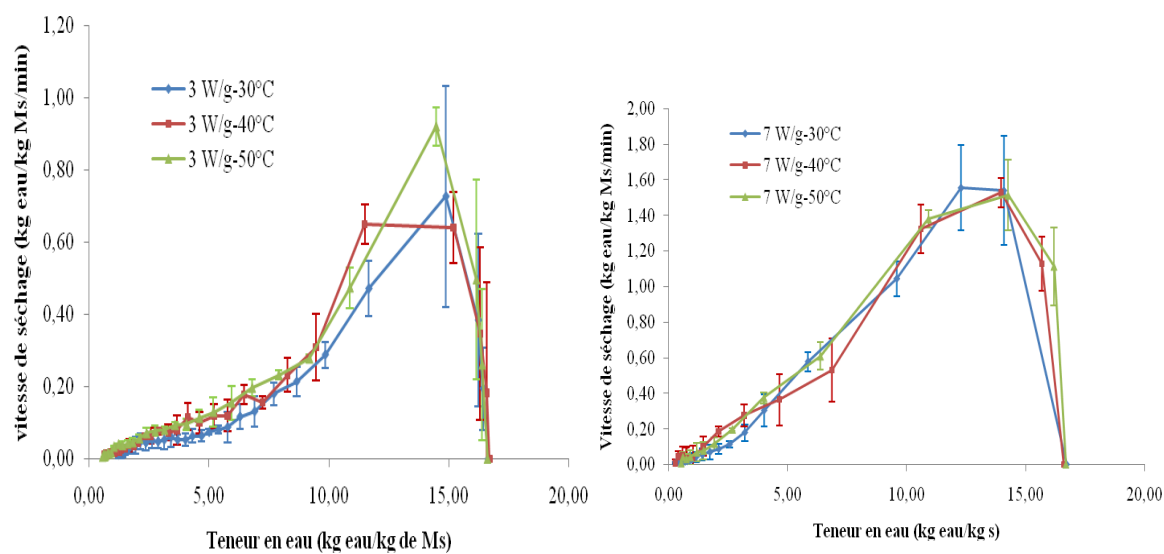 vitesse de séchage (kg eau/kg Ms/min)
1,20
1,00
0,80
0,60
0,40
0,20
0,00
3 W/g-30°C
3 W/g-40°C
3 W/g-50°C
0,00 5,00 10,00 15,00 20,00
Teneur en eau (kg eau/kg de Ms)
Vitesse de séchage (kg eau/kg Ms/min)
2,00
1,80
1,60
1,40
1,20
1,00
0,80
0,60
0,40
0,20
0,00
7 W/g-30°C
7 W/g-40°C
7 W/g-50°C
0,00 5,00 10,00 15,00 20,00
Teneur en eau (kg eau/kg s)